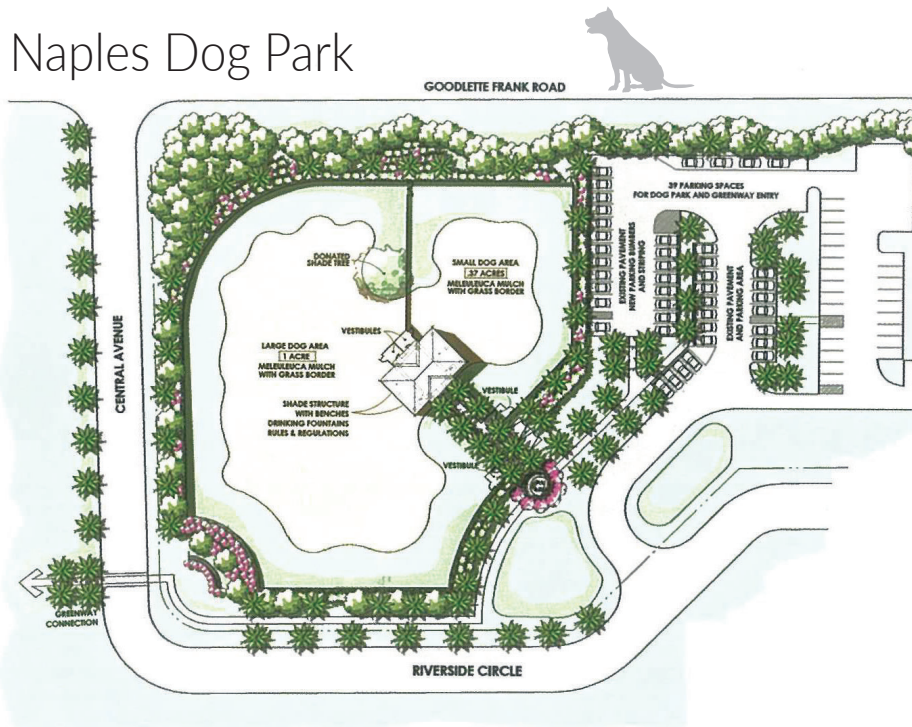 Naples Dog Park
GOODLETTE FRANK ROAD
39 PARKING SPACES
FOR DOG PARK AND GREENWAY ENTRY
EXISTING PAVEMENT
NEW PARKING BUMBERS
AND STRIPING
EXISTING PAVEMENT
AND PARKING AREA
DONATED
SHADE TREE
SMALL DOG AREA
.37 ACRES
MELEULEUCA MULCH
WITH GRASS BORDER
VESTIBULES
LARGE DOG AREA
1 ACRE
MELEULEUCA MULCH
WITH GRASS BORDER
CENTRAL AVENUE
SHADE STRUCTURE
WITH BENCHES
DRINKING FOUNTAINS
RULES & REGULATIONS
VESTIBULE
VESTIBULE
GREENWAY
CONNECTION
RIVERSIDE CIRCLE